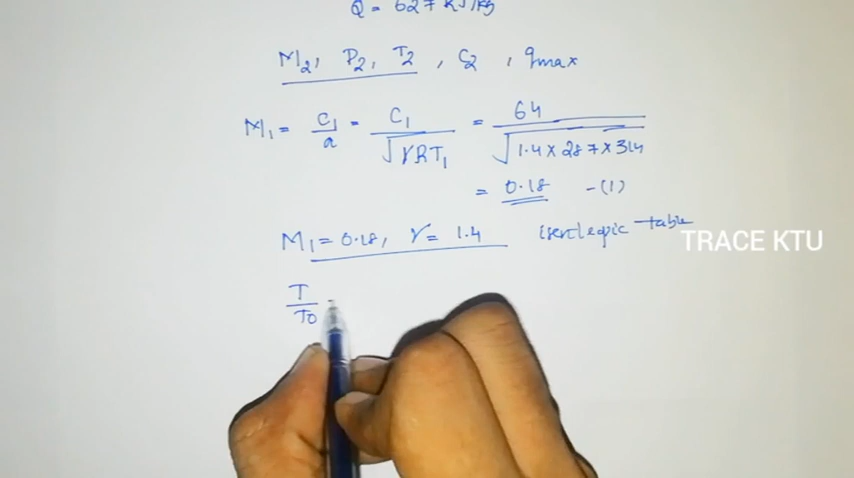 Q = 627 KJ/Kg
M2, P2, T2, C2, qmax
M1 = C1/a = C1/√γRT1 = 64/√1.4 × 287 × 314
= 0.18 -(1)
M1 = 0.18, γ = 1.4 isentropic table
TRACE KTU
T/T0